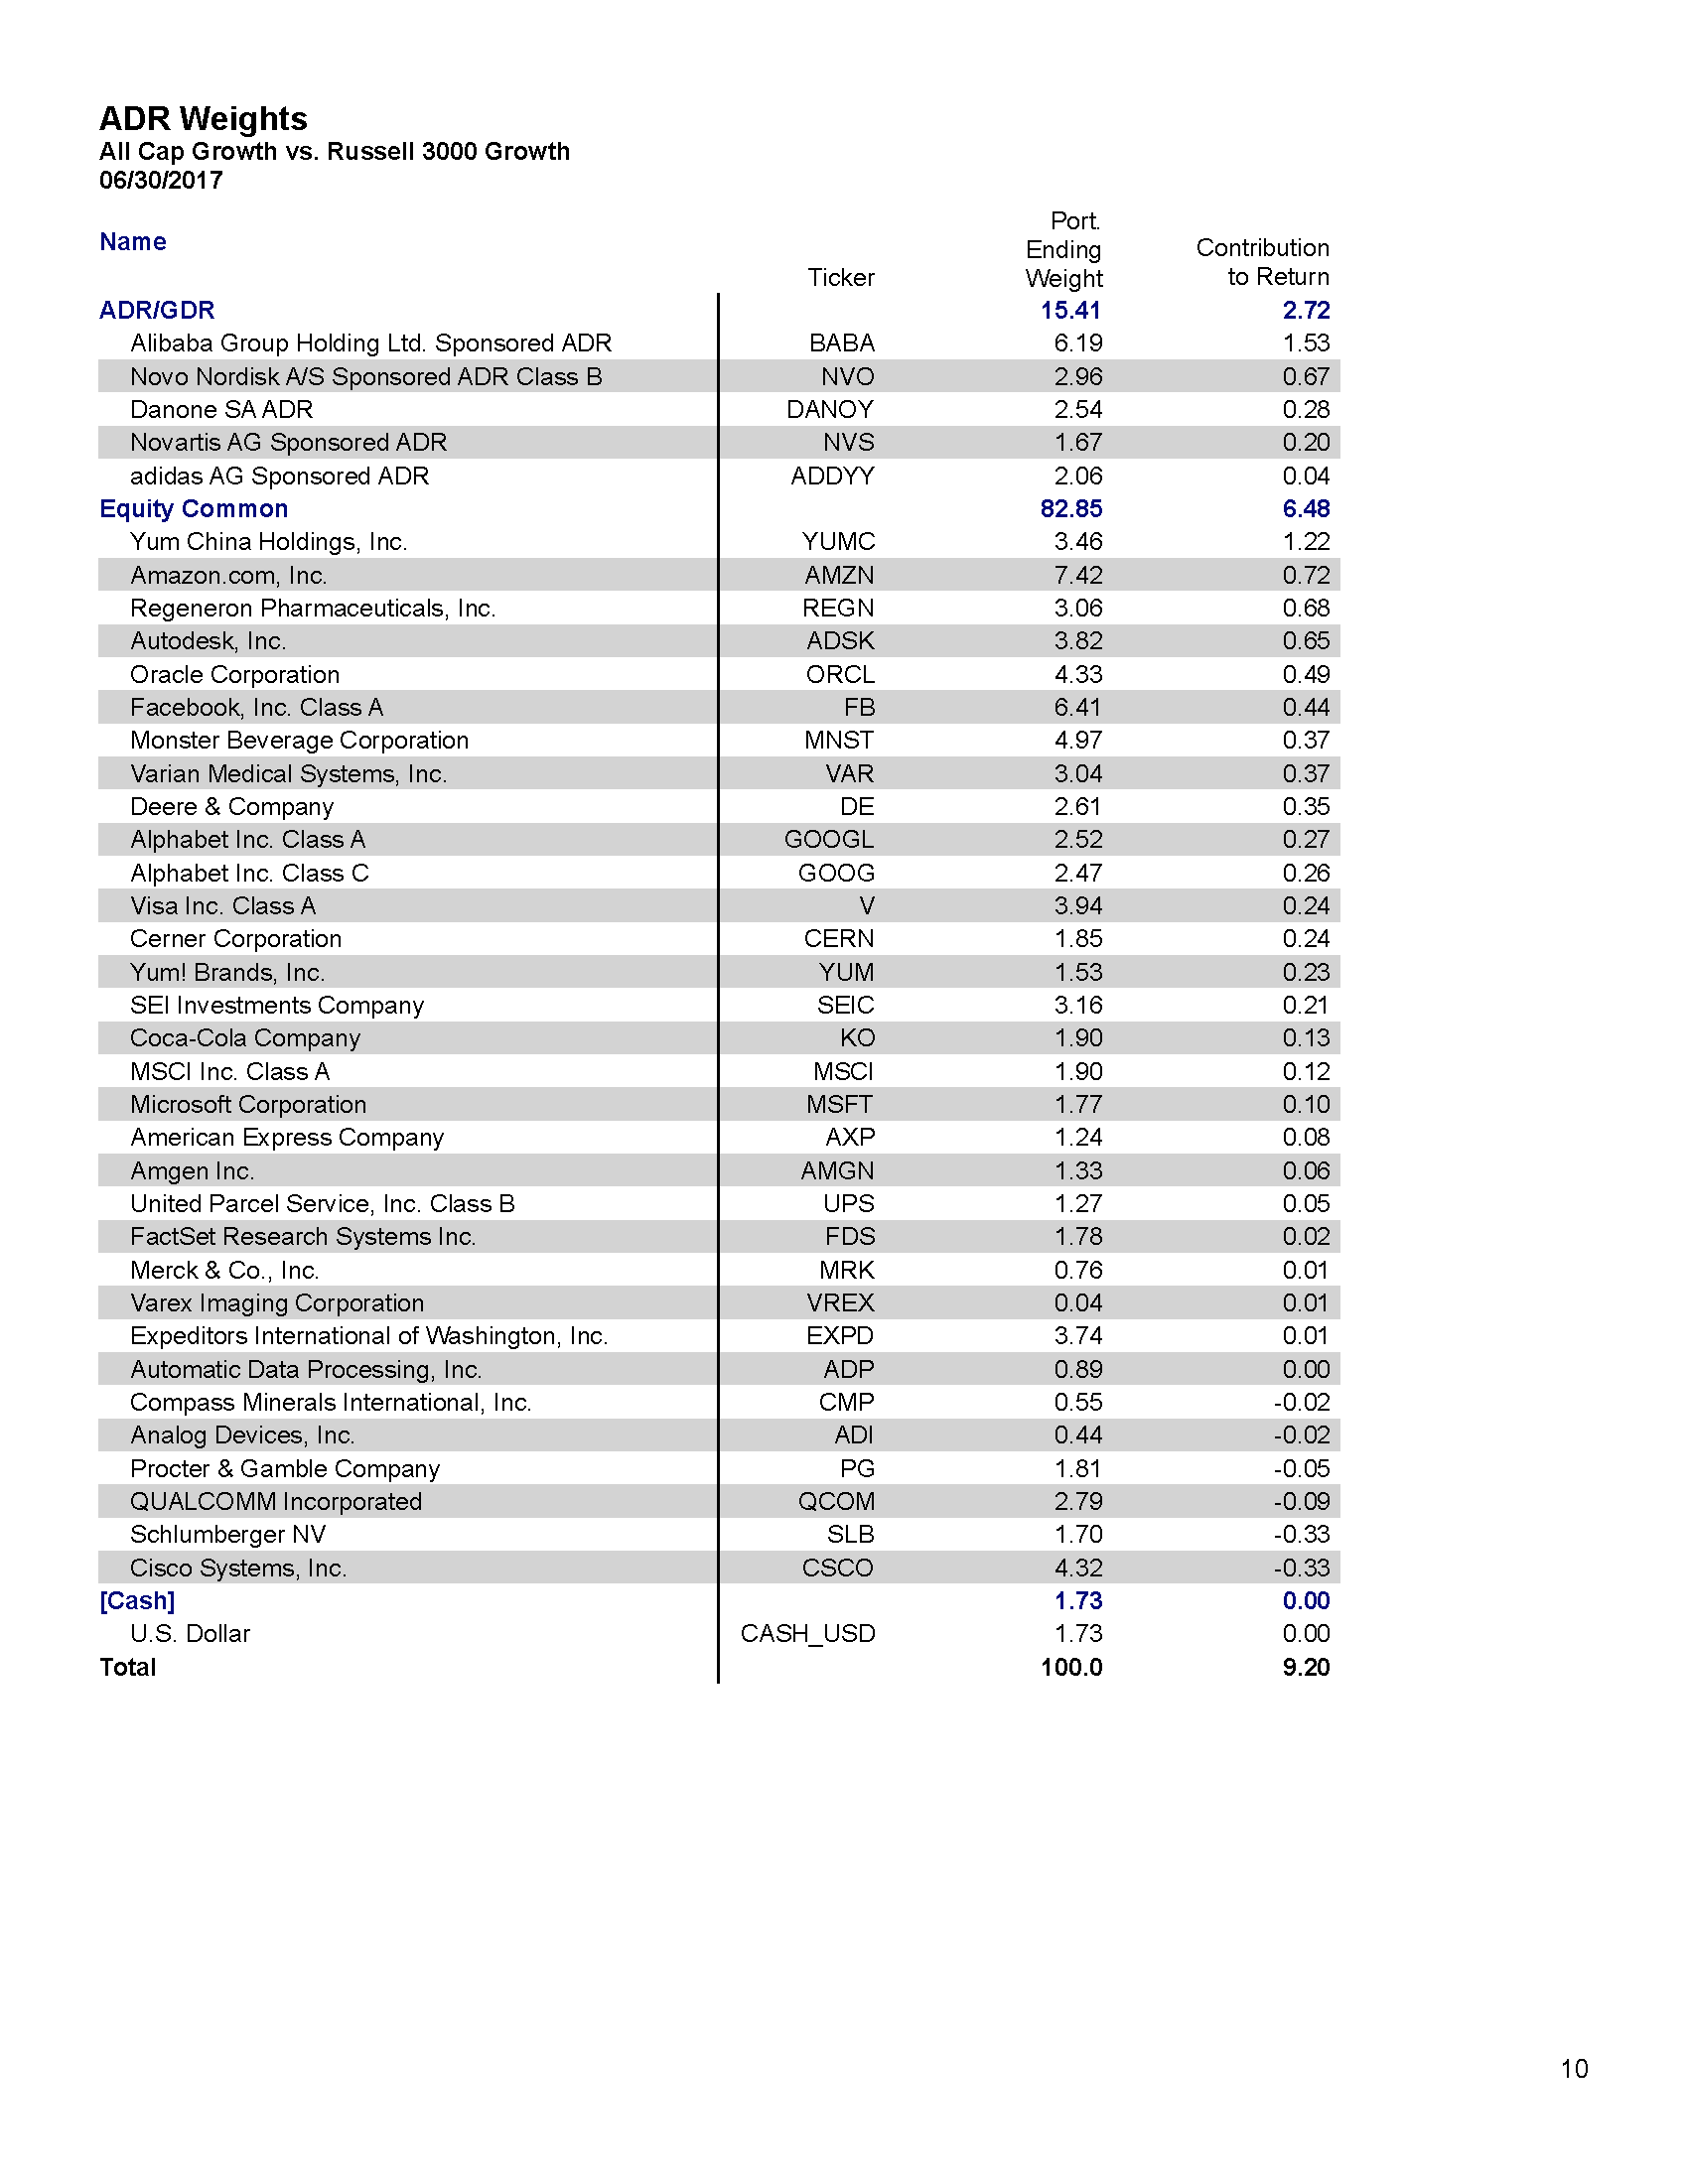 ADR Weights
All Cap Growth vs. Russell 3000 Growth
06/30/2017
Name Ticker Port. Ending Weight Contribution to Return
ADR/GDR 15.41 2.72
Alibaba Group Holding Ltd. Sponsored ADR BABA 6.19 1.53
Novo Nordisk A/S Sponsored ADR Class B NVO 2.96 0.67
Danone SA ADR DANOY 2.54 0.28
Novartis AG Sponsored ADR NVS 1.67 0.20
adidas AG Sponsored ADR ADDYY 2.06 0.04
Equity Common 82.85 6.48
Yum China Holdings, Inc. YUMC 3.46 1.22
Amazon.com, Inc. AMZN 7.42 0.72
Regeneron Pharmaceuticals, Inc. REGN 3.06 0.68
Autodesk, Inc. ADSK 3.82 0.65
Oracle Corporation ORCL 4.33 0.49
Facebook, Inc. Class A FB 6.41 0.44
Monster Beverage Corporation MNST 4.97 0.37
Varian Medical Systems, Inc. VAR 3.04 0.37
Deere & Company DE 2.61 0.35
Alphabet Inc. Class A GOOGL 2.52 0.27
Alphabet Inc. Class C GOOG 2.47 0.26
Visa Inc. Class A V 3.94 0.24
Cerner Corporation CERN 1.85 0.24
Yum! Brands, Inc. YUM 1.53 0.23
SEI Investments Company SEIC 3.16 0.21
Coca-Cola Company KO 1.90 0.13
MSCI Inc. Class A MSCI 1.90 0.12
Microsoft Corporation MSFT 1.77 0.10
American Express Company AXP 1.24 0.08
Amgen Inc. AMGN 1.33 0.06
United Parcel Service, Inc. Class B UPS 1.27 0.05
FactSet Research Systems Inc. FDS 1.78 0.02
Merck & Co., Inc. MRK 0.76 0.01
Varex Imaging Corporation VREX 0.04 0.01
Expeditors International of Washington, Inc. EXPD 3.74 0.01
Automatic Data Processing, Inc. ADP 0.89 0.00
Compass Minerals International, Inc. CMP 0.55 -0.02
Analog Devices, Inc. ADI 0.44 -0.02
Procter & Gamble Company PG 1.81 -0.05
QUALCOMM Incorporated QCOM 2.79 -0.09
Schlumberger NV SLB 1.70 -0.33
Cisco Systems, Inc. CSCO 4.32 -0.33
[Cash] 1.73 0.00
U.S. Dollar CASH_USD 1.73 0.00
Total 100.0 9.20
10